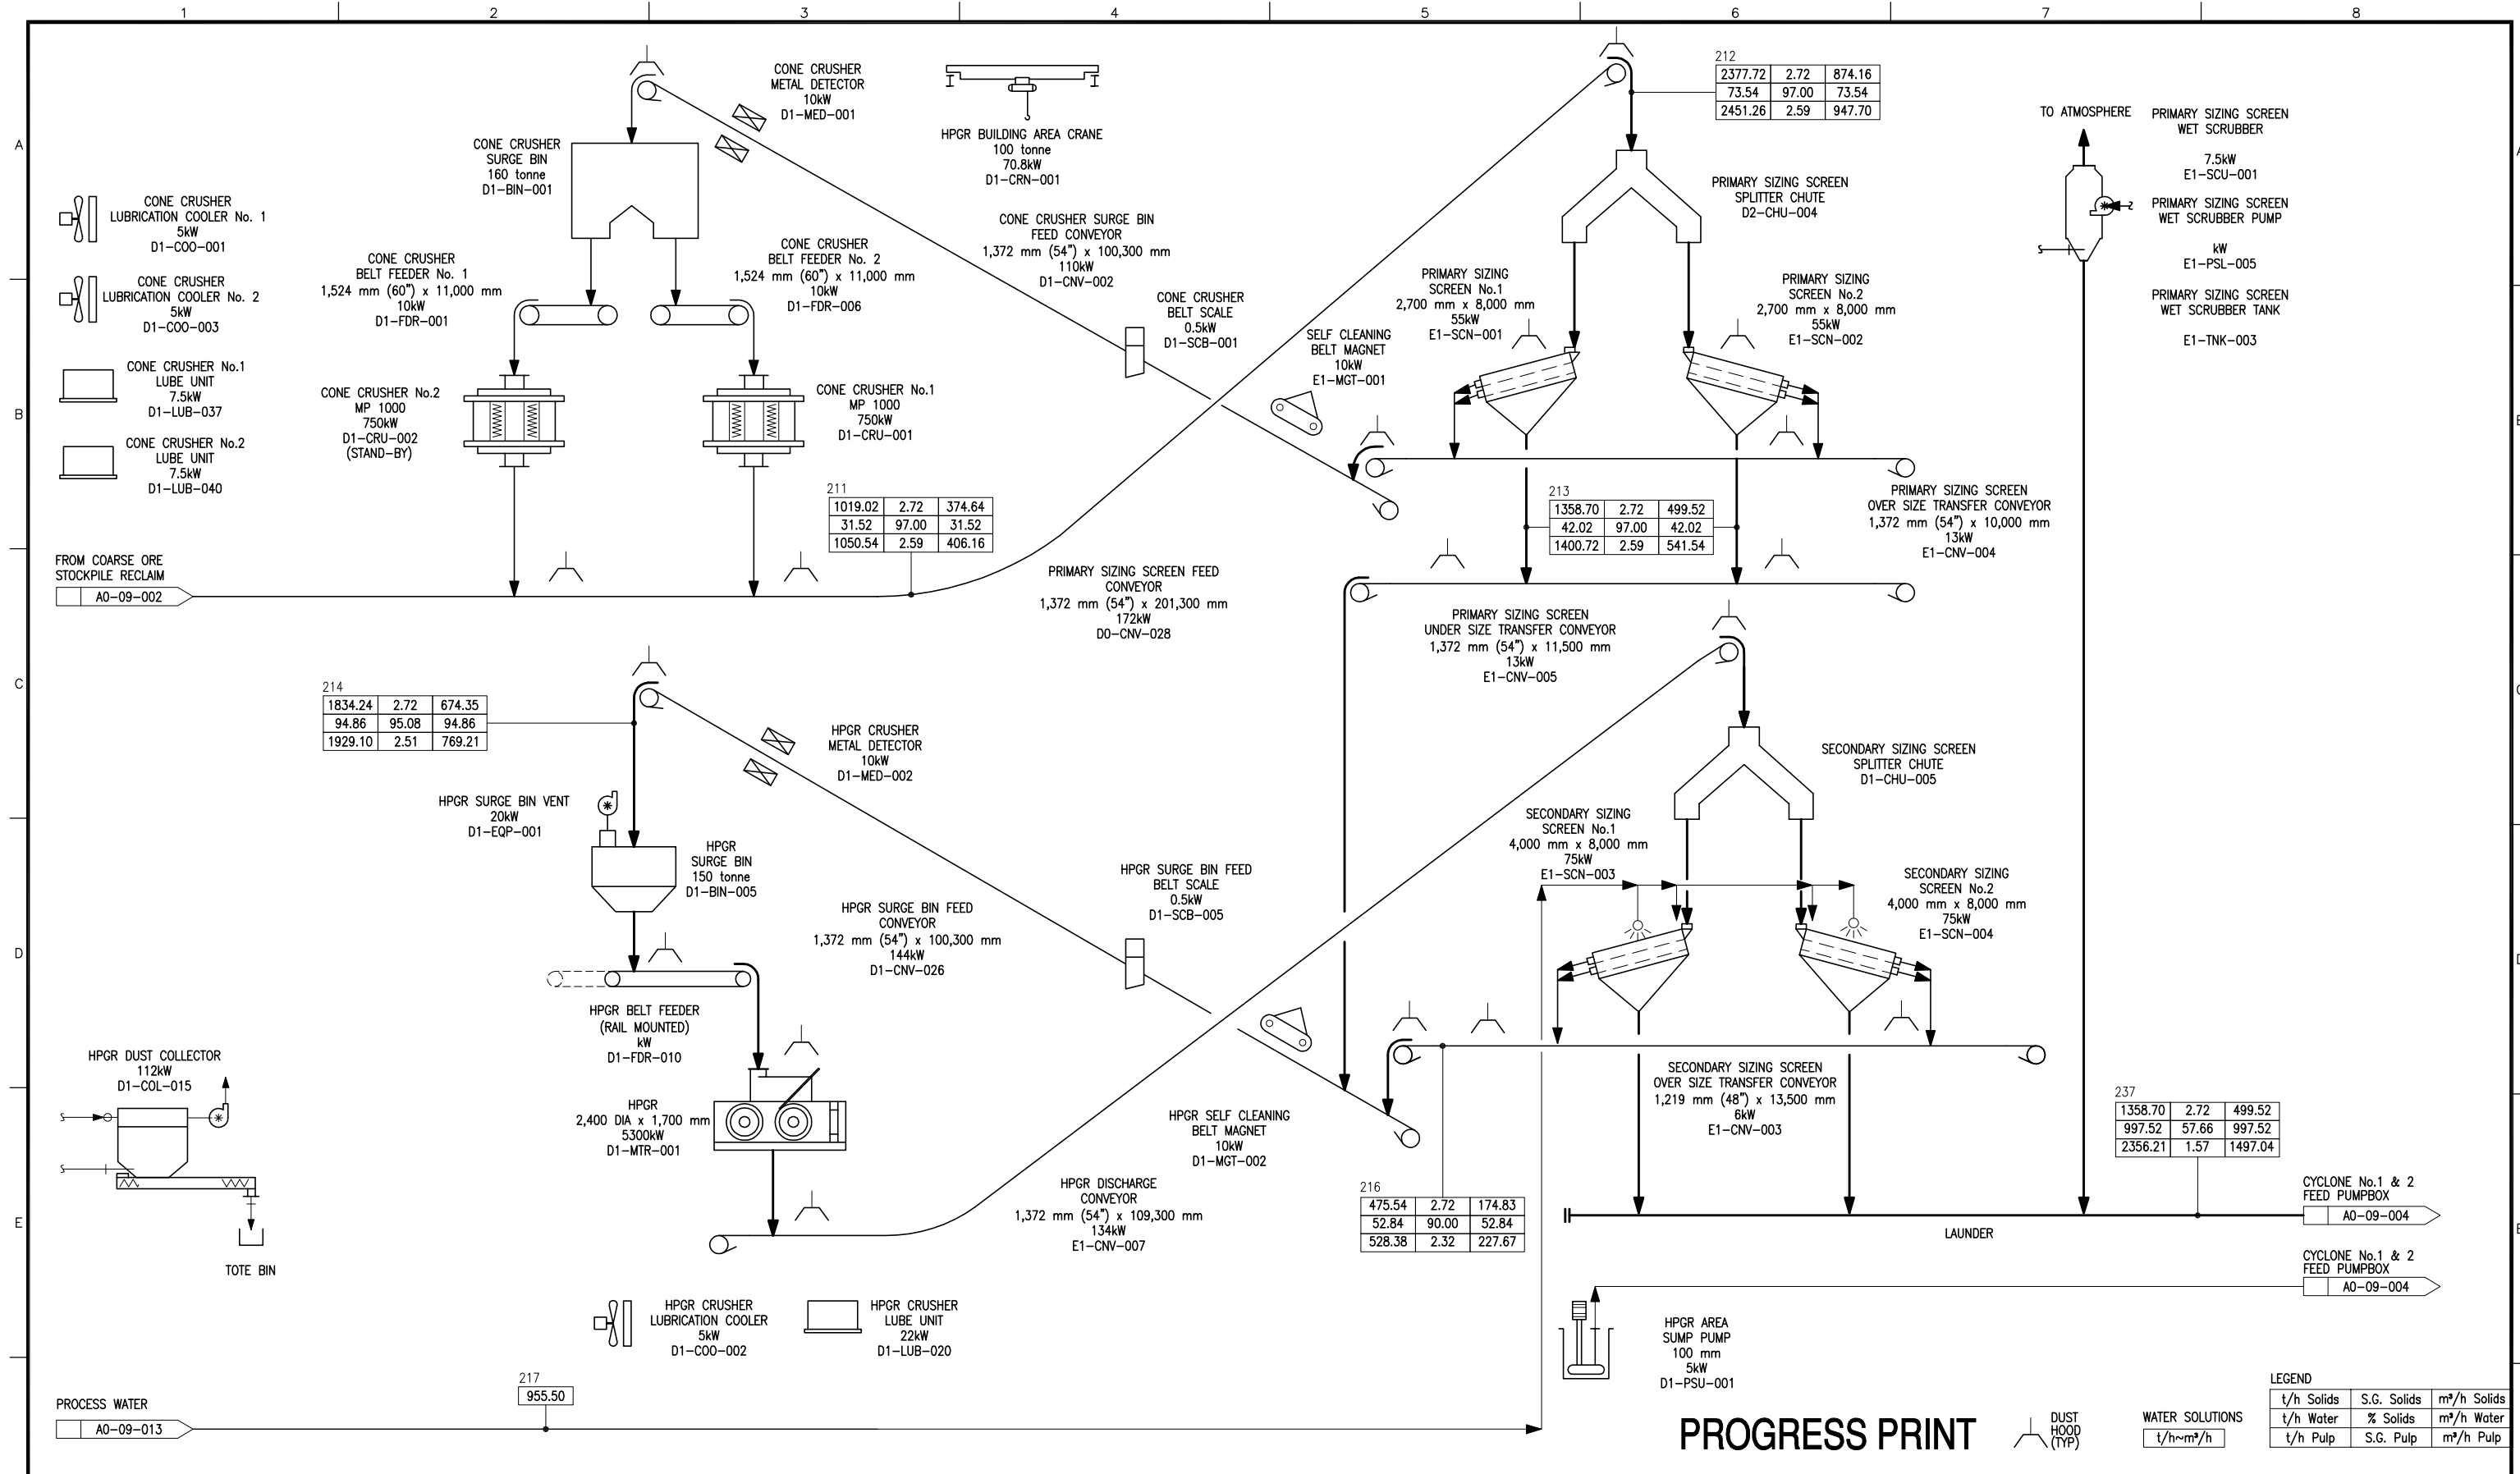 1 2 3 4 5 6 7 8
A
B
C
D
E
CONE CRUSHER
METAL DETECTOR
10kW
D1-MED-001
HPGR BUILDING AREA CRANE
100 tonne
70.8kW
D1-CRN-001
212
2377.72 2.72 874.16
73.54 97.00 73.54
2451.26 2.59 947.70
TO ATMOSPHERE
PRIMARY SIZING SCREEN
WET SCRUBBER
7.5kW
E1-SCU-001
PRIMARY SIZING SCREEN
WET SCRUBBER PUMP
kW
E1-PSL-005
PRIMARY SIZING SCREEN
WET SCRUBBER TANK
E1-TNK-003
CONE CRUSHER
SURGE BIN
160 tonne
D1-BIN-001
PRIMARY SIZING SCREEN
SPLITTER CHUTE
D2-CHU-004
CONE CRUSHER
LUBRICATION COOLER No. 1
5kW
D1-COO-001
CONE CRUSHER
LUBRICATION COOLER No. 2
5kW
D1-COO-003
CONE CRUSHER No.1
LUBE UNIT
7.5kW
D1-LUB-037
CONE CRUSHER No.2
LUBE UNIT
7.5kW
D1-LUB-040
CONE CRUSHER
BELT FEEDER No. 1
1,524 mm (60") x 11,000 mm
10kW
D1-FDR-001
CONE CRUSHER
BELT FEEDER No. 2
1,524 mm (60") x 11,000 mm
10kW
D1-FDR-006
CONE CRUSHER SURGE BIN
FEED CONVEYOR
1,372 mm (54") x 100,300 mm
110kW
D1-CNV-002
CONE CRUSHER
BELT SCALE
0.5kW
D1-SCB-001
SELF CLEANING
BELT MAGNET
10kW
E1-MGT-001
PRIMARY SIZING
SCREEN No.1
2,700 mm x 8,000 mm
55kW
E1-SCN-001
PRIMARY SIZING
SCREEN No.2
2,700 mm x 8,000 mm
55kW
E1-SCN-002
CONE CRUSHER No.2
MP 1000
750kW
D1-CRU-002
(STAND-BY)
CONE CRUSHER No.1
MP 1000
750kW
D1-CRU-001
211
1019.02 2.72 374.64
31.52 97.00 31.52
1050.54 2.59 406.16
213
1358.70 2.72 499.52
42.02 97.00 42.02
1400.72 2.59 541.54
PRIMARY SIZING SCREEN
OVER SIZE TRANSFER CONVEYOR
1,372 mm (54") x 10,000 mm
13kW
E1-CNV-004
FROM COARSE ORE
STOCKPILE RECLAIM
A0-09-002
PRIMARY SIZING SCREEN FEED
CONVEYOR
1,372 mm (54") x 201,300 mm
172kW
D0-CNV-028
PRIMARY SIZING SCREEN
UNDER SIZE TRANSFER CONVEYOR
1,372 mm (54") x 11,500 mm
13kW
E1-CNV-005
214
1834.24 2.72 674.35
94.86 95.08 94.86
1929.10 2.51 769.21
HPGR CRUSHER
METAL DETECTOR
10kW
D1-MED-002
SECONDARY SIZING SCREEN
SPLITTER CHUTE
D1-CHU-005
HPGR SURGE BIN VENT
20kW
D1-EQP-001
HPGR
SURGE BIN
150 tonne
D1-BIN-005
HPGR SURGE BIN FEED
CONVEYOR
1,372 mm (54") x 100,300 mm
144kW
D1-CNV-026
HPGR SURGE BIN FEED
BELT SCALE
0.5kW
D1-SCB-005
SECONDARY SIZING
SCREEN No.1
4,000 mm x 8,000 mm
75kW
E1-SCN-003
SECONDARY SIZING
SCREEN No.2
4,000 mm x 8,000 mm
75kW
E1-SCN-004
HPGR BELT FEEDER
(RAIL MOUNTED)
kW
D1-FDR-010
HPGR DUST COLLECTOR
112kW
D1-COL-015
TOTE BIN
HPGR
2,400 DIA x 1,700 mm
5300kW
D1-MTR-001
HPGR SELF CLEANING
BELT MAGNET
10kW
D1-MGT-002
SECONDARY SIZING SCREEN
OVER SIZE TRANSFER CONVEYOR
1,219 mm (48") x 13,500 mm
6kW
E1-CNV-003
237
1358.70 2.72 499.52
997.52 57.66 997.52
2356.21 1.57 1497.04
HPGR DISCHARGE
CONVEYOR
1,372 mm (54") x 109,300 mm
134kW
E1-CNV-007
216
475.54 2.72 174.83
52.84 90.00 52.84
528.38 2.32 227.67
LAUNDER
CYCLONE No.1 & 2
FEED PUMPBOX
A0-09-004
CYCLONE No.1 & 2
FEED PUMPBOX
A0-09-004
HPGR CRUSHER
LUBRICATION COOLER
5kW
D1-COO-002
HPGR CRUSHER
LUBE UNIT
22kW
D1-LUB-020
HPGR AREA
SUMP PUMP
100 mm
5kW
D1-PSU-001
217
955.50
PROCESS WATER
A0-09-013
PROGRESS PRINT
DUST
HOOD
(TYP)
WATER SOLUTIONS
t/h~m³/h
LEGEND
t/h Solids S.G. Solids m³/h Solids
t/h Water % Solids m³/h Water
t/h Pulp S.G. Pulp m³/h Pulp